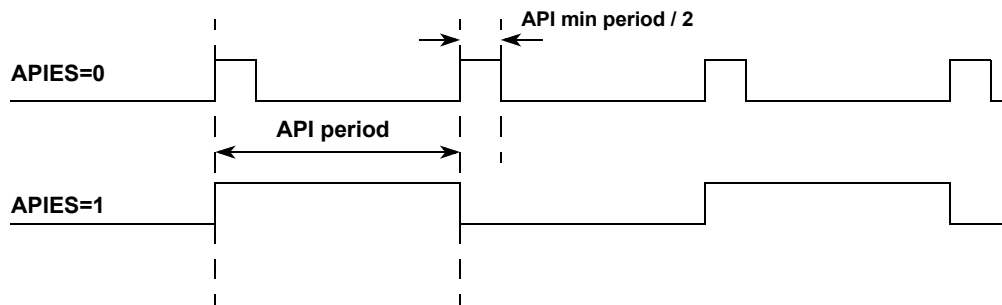 API min period / 2
APIES=0
API period
APIES=1